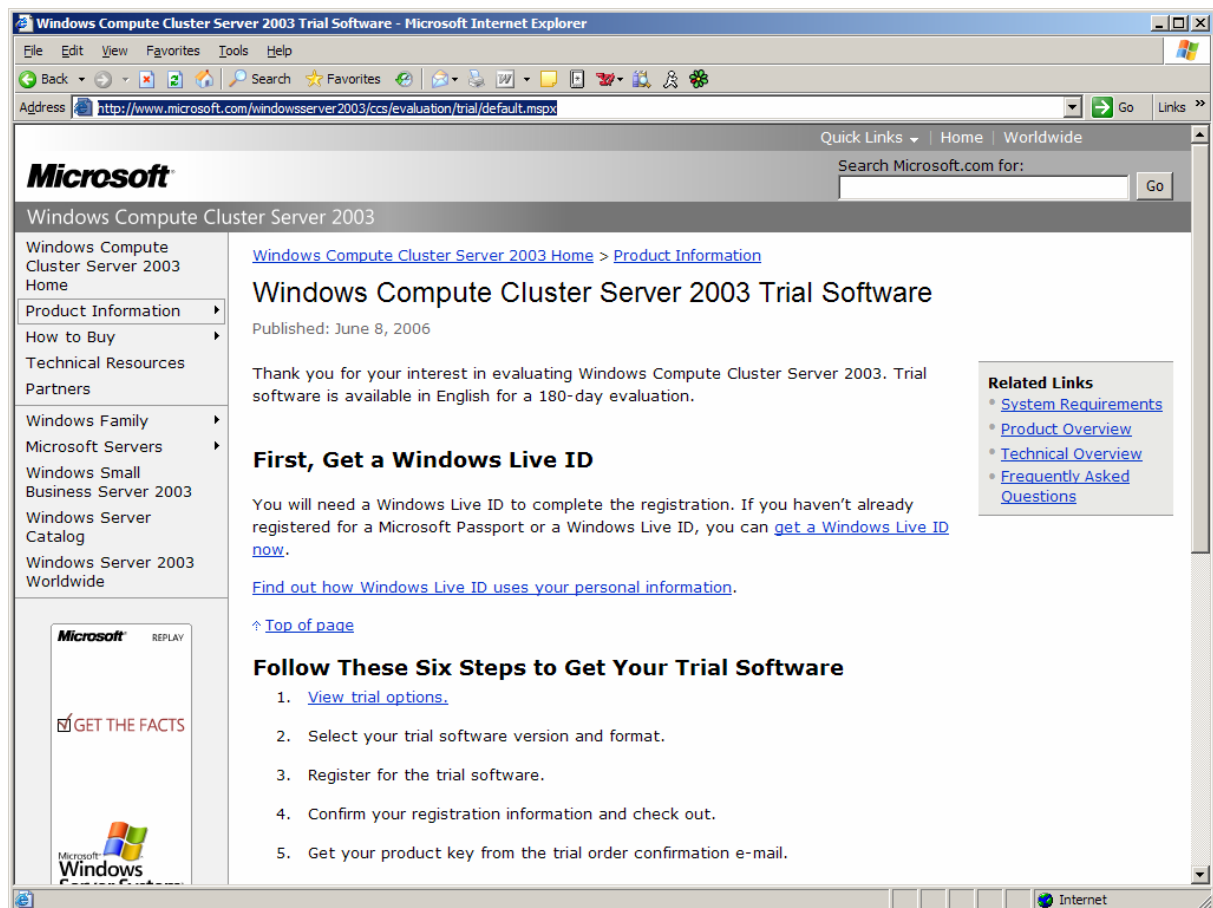 Windows Compute Cluster Server 2003 Trial Software - Microsoft Internet Explorer
File Edit View Favorites Tools Help
Back Search Favorites
Address http://www.microsoft.com/windowsserver2003/ccs/evaluation/trial/default.mspx Go Links »
Quick Links | Home | Worldwide
Microsoft
Search Microsoft.com for:
Go
Windows Compute Cluster Server 2003
Windows Compute
Cluster Server 2003
Home
Product Information
How to Buy
Technical Resources
Partners
Windows Family
Microsoft Servers
Windows Small
Business Server 2003
Windows Server
Catalog
Windows Server 2003
Worldwide
Microsoft REPLAY
GET THE FACTS
Microsoft
Windows
Windows Compute Cluster Server 2003 Home > Product Information
Windows Compute Cluster Server 2003 Trial Software
Published: June 8, 2006
Thank you for your interest in evaluating Windows Compute Cluster Server 2003. Trial
software is available in English for a 180-day evaluation.
First, Get a Windows Live ID
You will need a Windows Live ID to complete the registration. If you haven't already
registered for a Microsoft Passport or a Windows Live ID, you can get a Windows Live ID
now.
Find out how Windows Live ID uses your personal information.
Top of page
Follow These Six Steps to Get Your Trial Software
1. View trial options.
2. Select your trial software version and format.
3. Register for the trial software.
4. Confirm your registration information and check out.
5. Get your product key from the trial order confirmation e-mail.
Related Links
System Requirements
Product Overview
Technical Overview
Frequently Asked
Questions
Internet